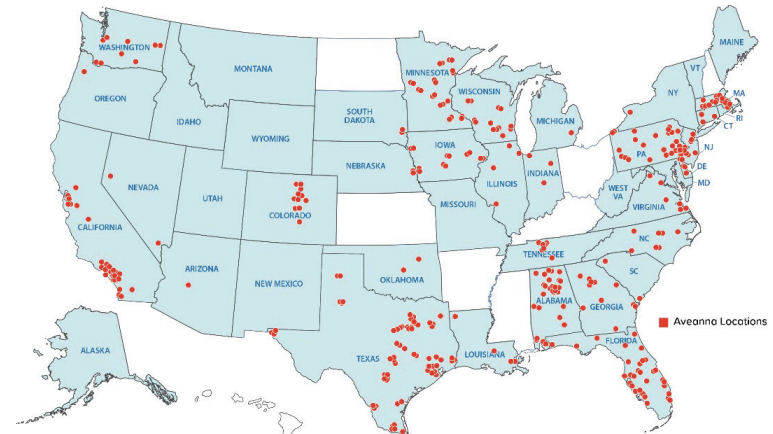 WASHINGTON
MONTANA
MAINE
VT
MINNESOTA
OREGON
IDAHO
SOUTH
DAKOTA
WISCONSIN
MICHIGAN
NY
MA
RI
CT
WYOMING
NEBRASKA
IOWA
PA
NJ
DE
MD
NEVADA
UTAH
COLORADO
ILLINOIS
INDIANA
WEST
VA
VIRGINIA
CALIFORNIA
MISSOURI
ARIZONA
NEW MEXICO
OKLAHOMA
TENNESSEE
NC
SC
ALABAMA
GEORGIA
Aveanna Locations
ALASKA
TEXAS
LOUISIANA
FLORIDA